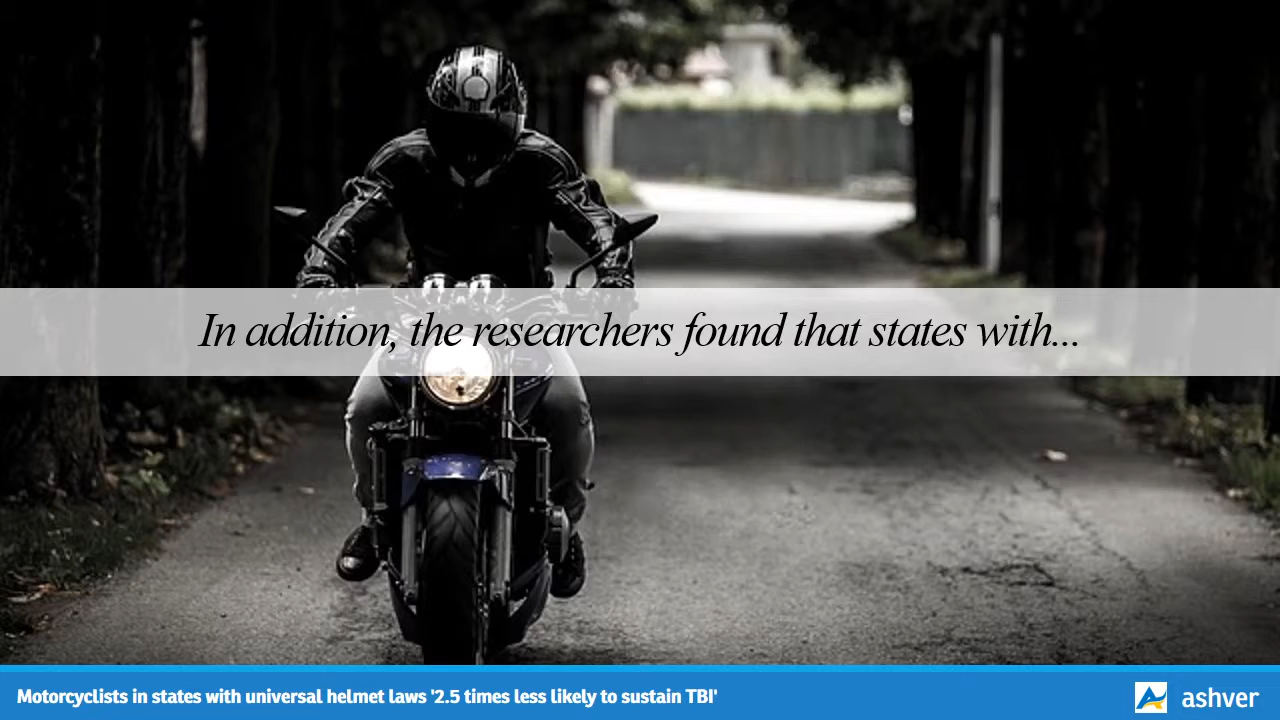 In addition, the researchers found that states with...
Motorcyclists in states with universal helmet laws '2.5 times less likely to sustain TBI'
ashver